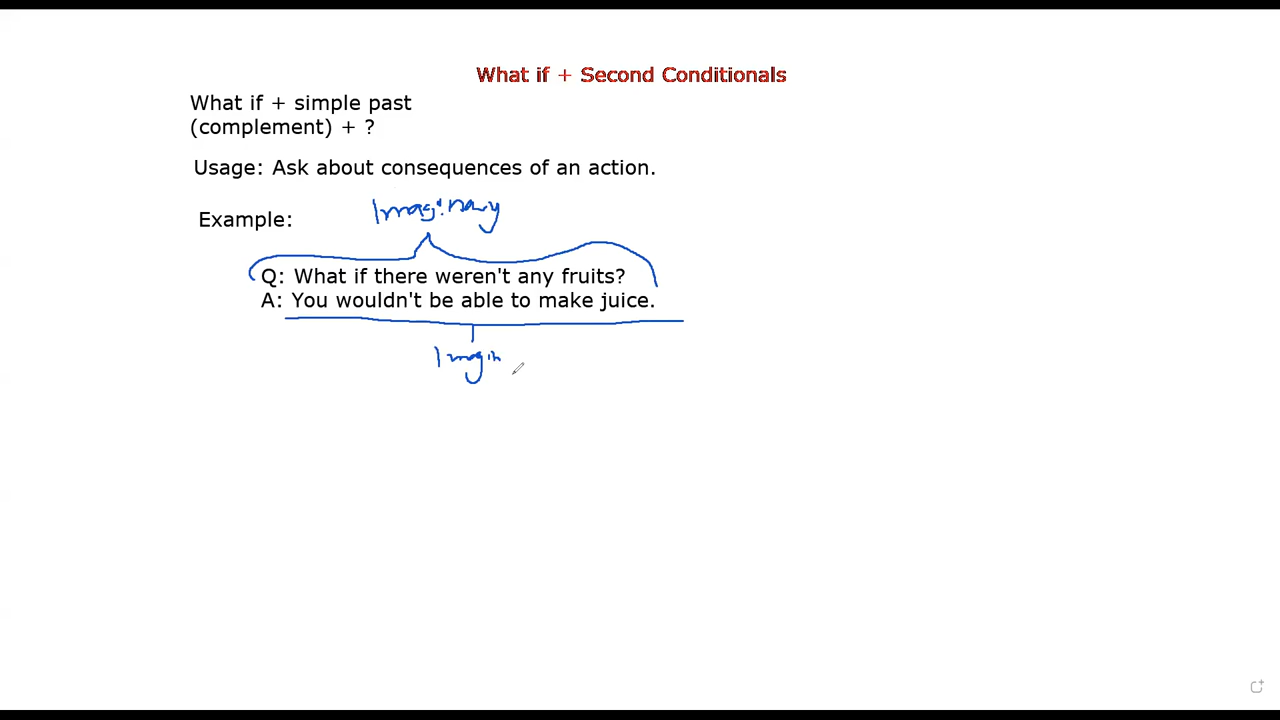 What if + Second Conditionals
What if + simple past
(complement) + ?
Usage: Ask about consequences of an action.
Imaginary
Example:
Q: What if there weren't any fruits?
A: You wouldn't be able to make juice.
Imagin